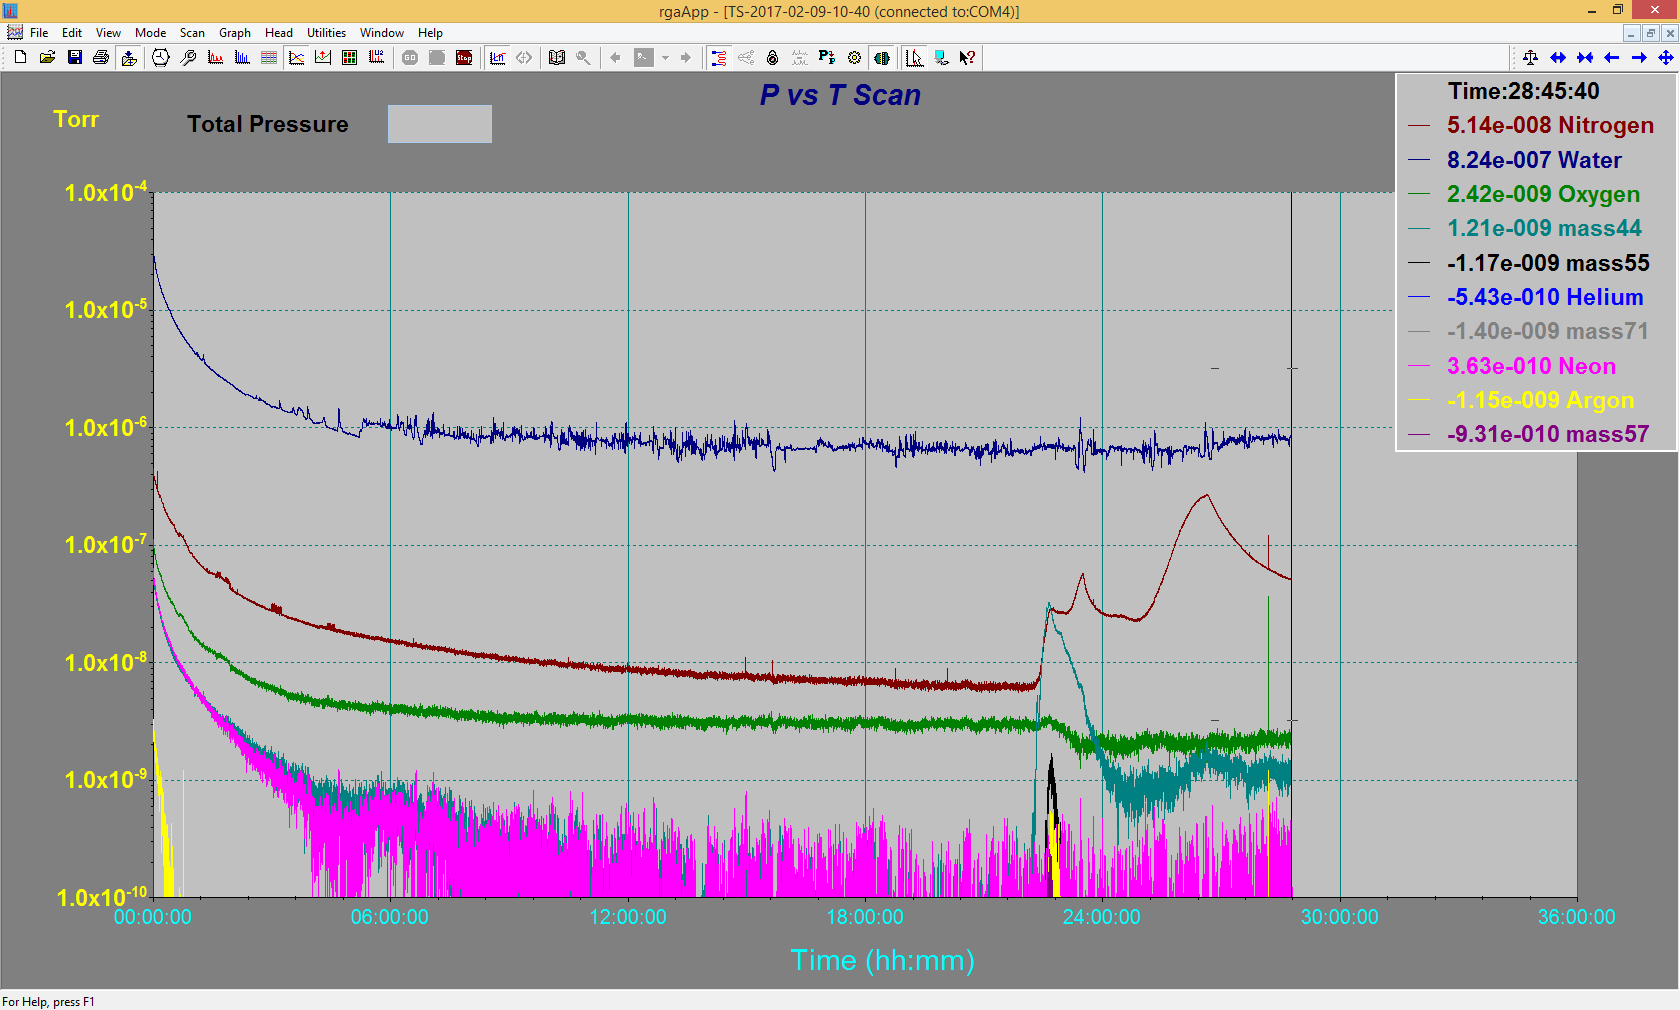 rgaApp - [TS-2017-02-09-10-40 (connected to:COM4)]
File Edit View Mode Scan Graph Head Utilities Window Help
GO Stop
P vs T Scan
Torr
Total Pressure
Time:28:45:40
5.14e-008 Nitrogen
8.24e-007 Water
2.42e-009 Oxygen
1.21e-009 mass44
-1.17e-009 mass55
-5.43e-010 Helium
-1.40e-009 mass71
3.63e-010 Neon
-1.15e-009 Argon
-9.31e-010 mass57
1.0x10-4
1.0x10-5
1.0x10-6
1.0x10-7
1.0x10-8
1.0x10-9
1.0x10-10
00:00:00 06:00:00 12:00:00 18:00:00 24:00:00 30:00:00 36:00:00
Time (hh:mm)
For Help, press F1